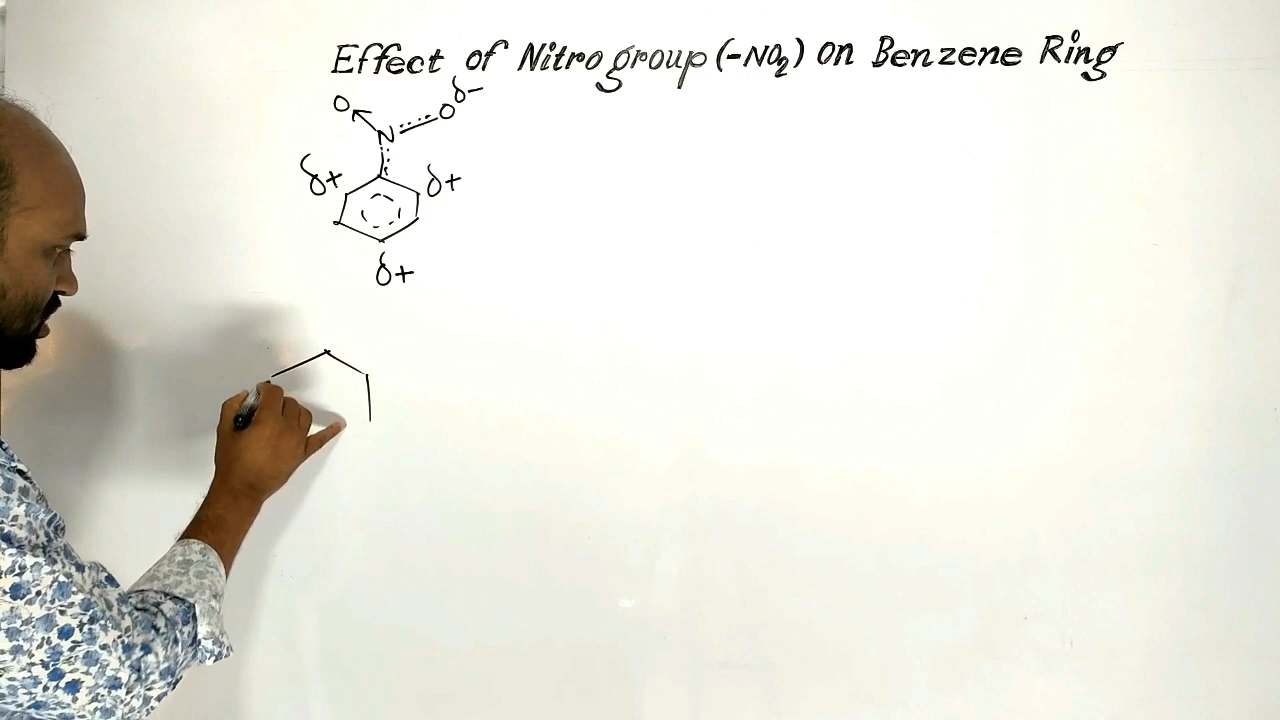 Effect of Nitro group (-NO₂) on Benzene Ring
δ-
O
O
N
δ+
δ+
δ+